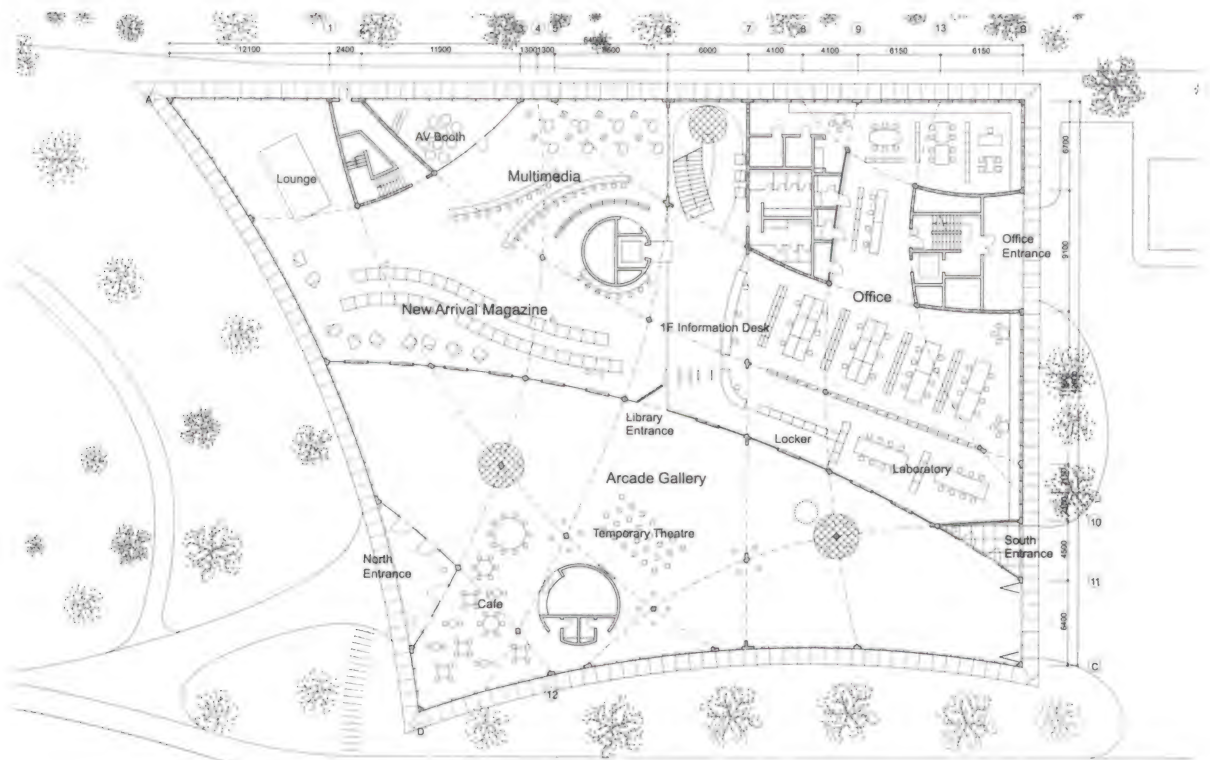 1 4 5 6 7 8 9 13 B
64500
12100 2400 11900 1300 1300 6000 4100 4100 6150 6150
A
AV Booth
Lounge
Multimedia
6700
Office
Entrance
9100
New Arrival Magazine
1F Information Desk
Office
Library
Entrance
Locker
Laboratory
Arcade Gallery
10
Temporary Theatre
South
Entrance
4500
North
Entrance
11
Cafe
6400
C
12
D